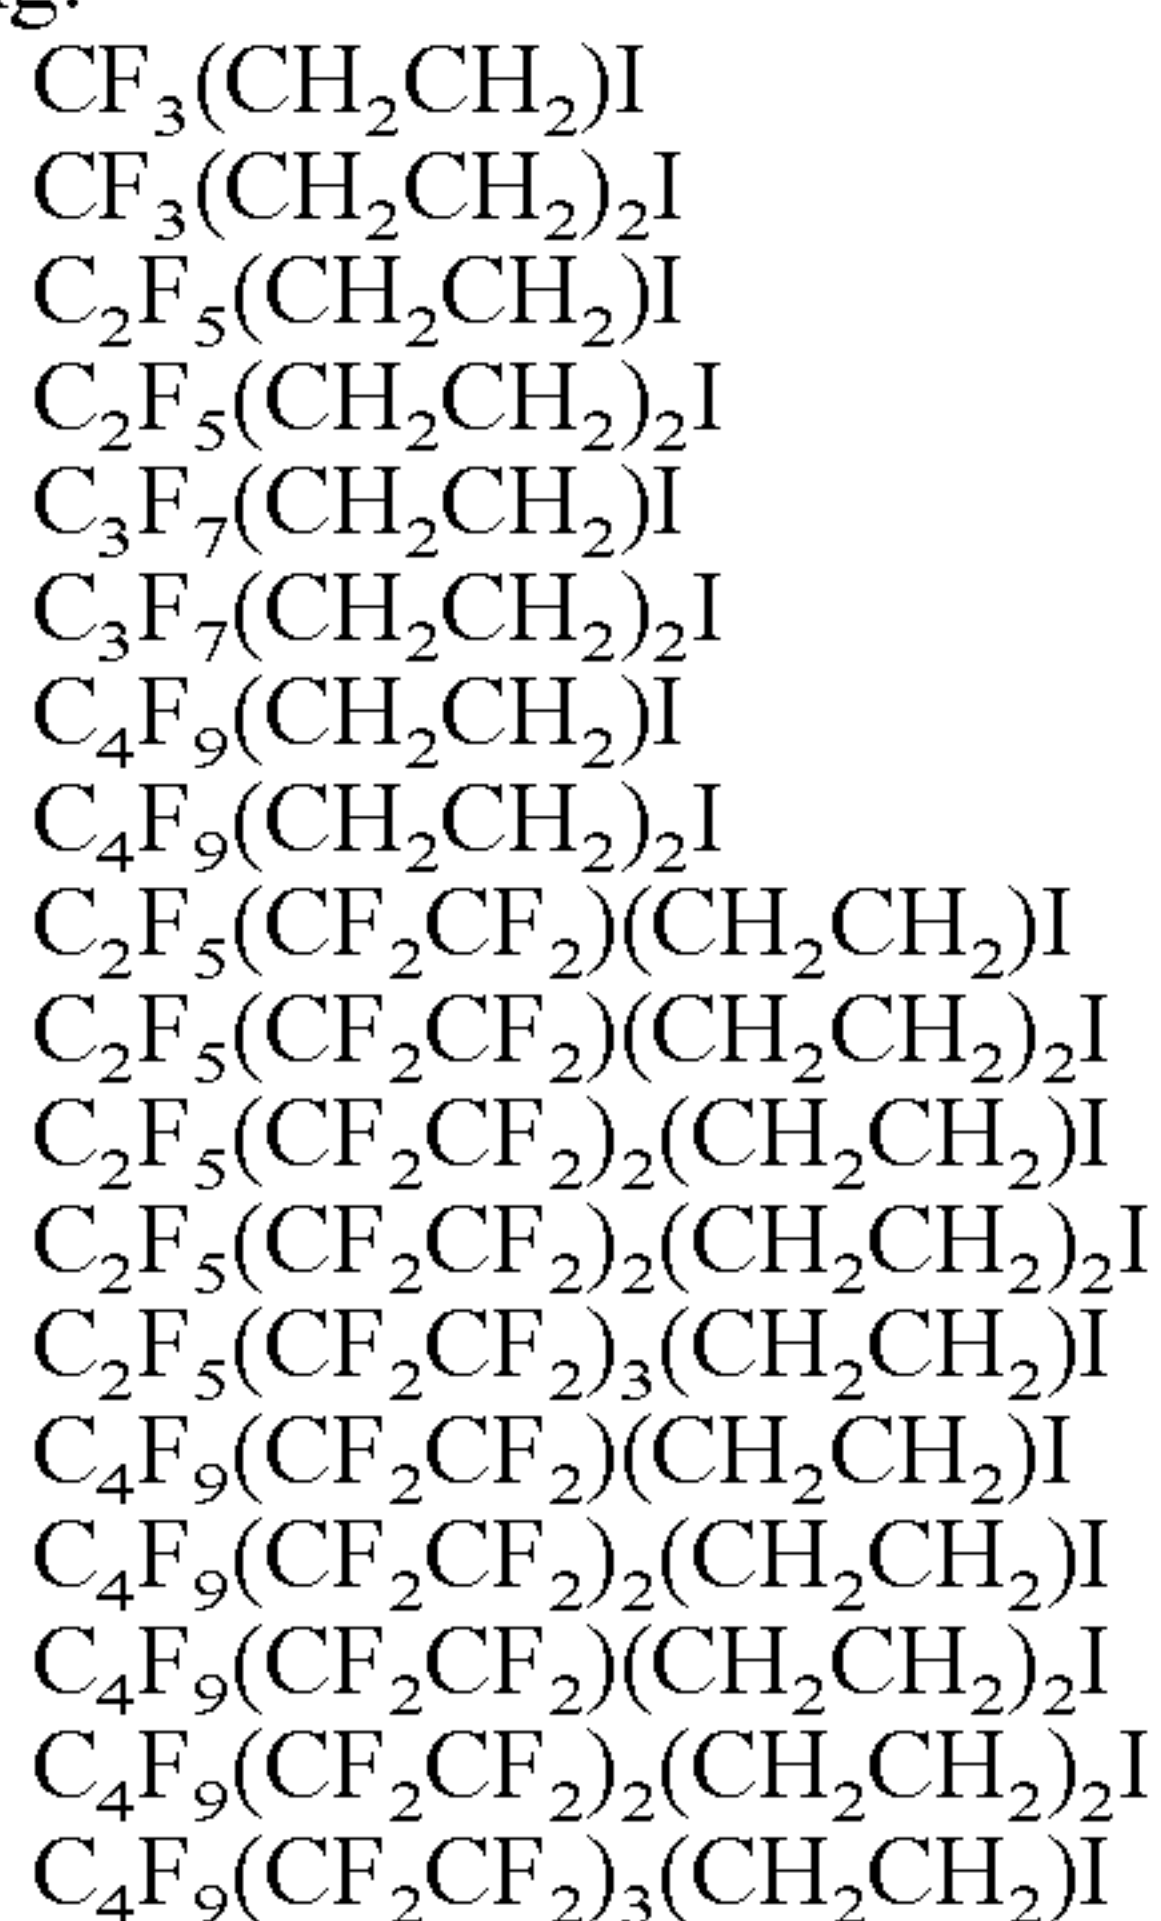 CF₃(CH₂CH₂)I
CF₃(CH₂CH₂)₂I
C₂F₅(CH₂CH₂)I
C₂F₅(CH₂CH₂)₂I
C₃F₇(CH₂CH₂)I
C₃F₇(CH₂CH₂)₂I
C₄F₉(CH₂CH₂)I
C₄F₉(CH₂CH₂)₂I
C₂F₅(CF₂CF₂)(CH₂CH₂)I
C₂F₅(CF₂CF₂)(CH₂CH₂)₂I
C₂F₅(CF₂CF₂)₂(CH₂CH₂)I
C₂F₅(CF₂CF₂)₂(CH₂CH₂)₂I
C₂F₅(CF₂CF₂)₃(CH₂CH₂)I
C₄F₉(CF₂CF₂)(CH₂CH₂)I
C₄F₉(CF₂CF₂)₂(CH₂CH₂)I
C₄F₉(CF₂CF₂)(CH₂CH₂)₂I
C₄F₉(CF₂CF₂)₂(CH₂CH₂)₂I
C₄F₉(CF₂CF₂)₃(CH₂CH₂)I